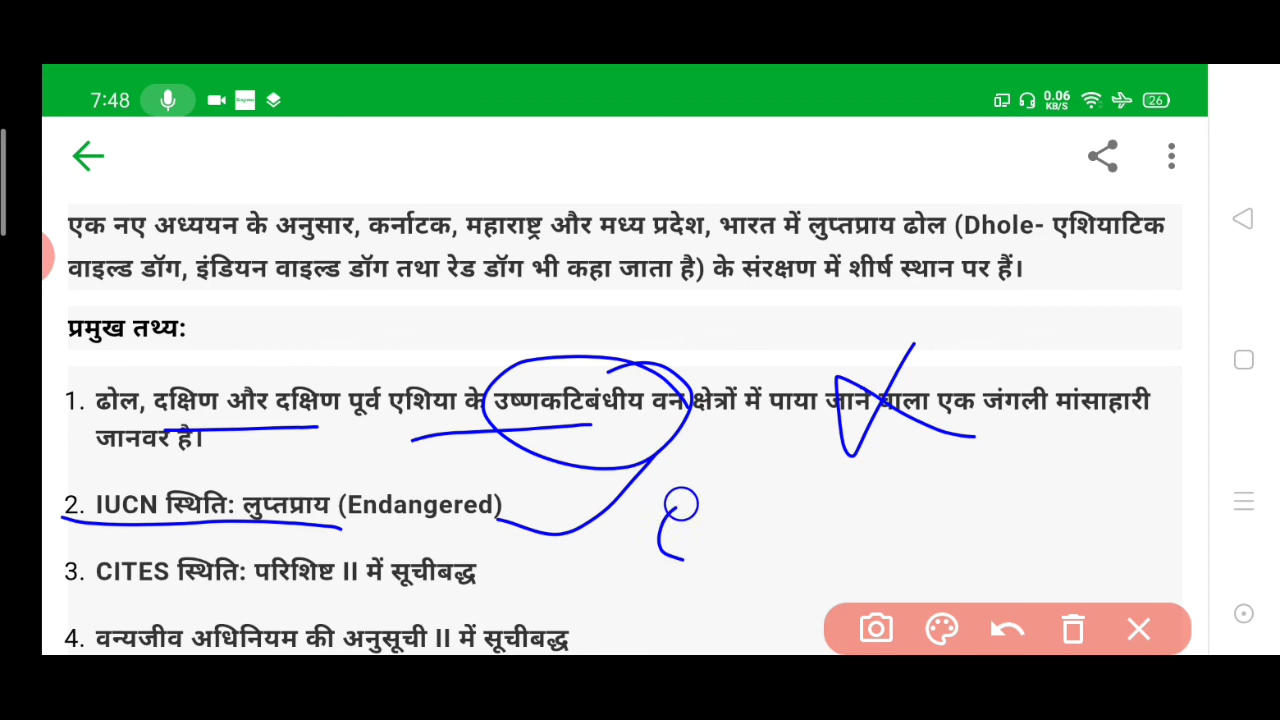 7:48
0.06
KB/S
26
एक नए अध्ययन के अनुसार, कर्नाटक, महाराष्ट्र और मध्य प्रदेश, भारत में लुप्तप्राय ढोल (Dhole- एशियाटिक
वाइल्ड डॉग, इंडियन वाइल्ड डॉग तथा रेड डॉग भी कहा जाता है) के संरक्षण में शीर्ष स्थान पर हैं।
प्रमुख तथ्य:
1. ढोल, दक्षिण और दक्षिण पूर्व एशिया के उष्णकटिबंधीय वन क्षेत्रों में पाया जाने वाला एक जंगली मांसाहारी
जानवर है।
2. IUCN स्थिति: लुप्तप्राय (Endangered)
3. CITES स्थिति: परिशिष्ट II में सूचीबद्ध
4. वन्यजीव अधिनियम की अनुसूची II में सूचीबद्ध